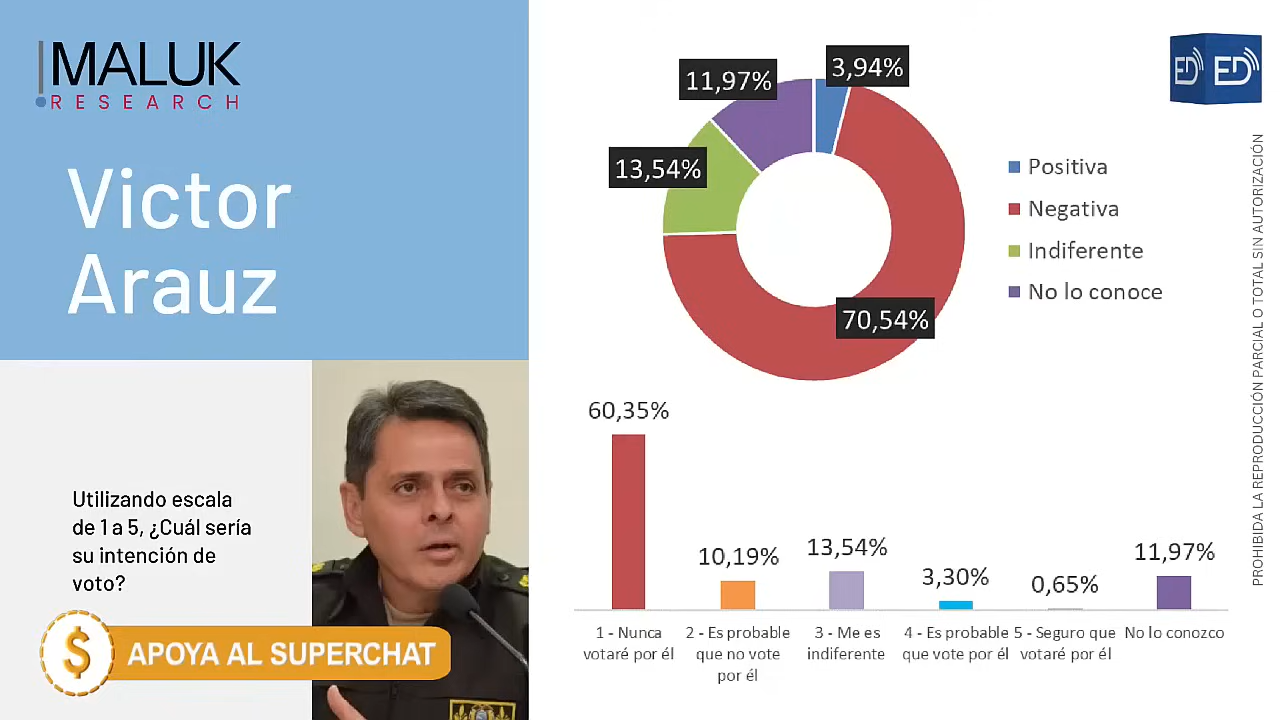 MALUK
RESEARCH
Victor
Arauz
Utilizando escala
de 1 a 5, ¿Cuál sería
su intención de
voto?
$
APOYA AL SUPERCHAT
3,94%
11,97%
13,54%
70,54%
Positiva
Negativa
Indiferente
No lo conoce
ED ED
PROHIBIDA LA REPRODUCCIÓN PARCIAL O TOTAL SIN AUTORIZACIÓN
60,35%
10,19%
13,54%
3,30%
0,65%
11,97%
1 - Nunca
votaré por él
2 - Es probable
que no vote
por él
3 - Me es
indiferente
4 - Es probable
que vote por él
5 - Seguro que
votaré por él
No lo conozco